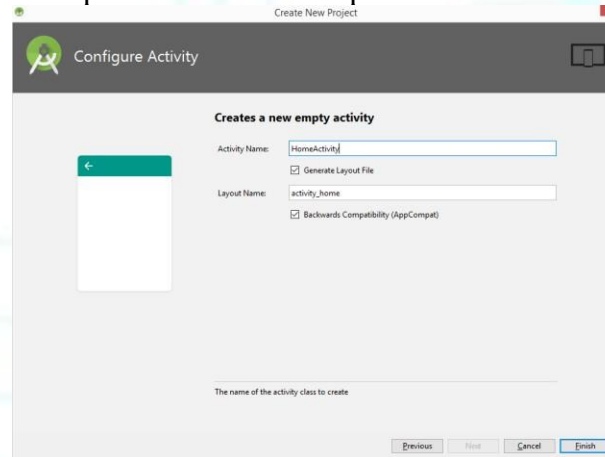 Create New Project
Configure Activity
Creates a new empty activity
Activity Name: HomeActivity
Generate Layout File
Layout Name: activity_home
Backwards Compatibility (AppCompat)
The name of the activity class to create
Previous Next Cancel Finish